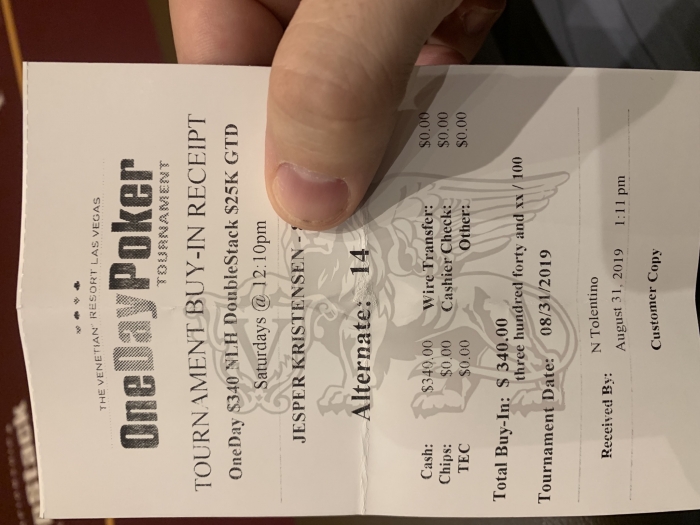 THE VENETIAN® RESORT LAS VEGAS
OneDayPoker
TOURNAMENT
TOURNAMENT BUY-IN RECEIPT
OneDay $340 NLH DoubleStack $25K GTD
Saturdays @ 12:10pm
JESPER KRISTENSEN -
Alternate: 14
Cash: $340.00 Wire Transfer: $0.00
Chips: $0.00 Cashier Check: $0.00
TEC $0.00 Other: $0.00
Total Buy-In: $ 340.00
three hundred forty and xx / 100
Tournament Date: 08/31/2019
N Tolentino
Received By: August 31, 2019 1:11 pm
Customer Copy